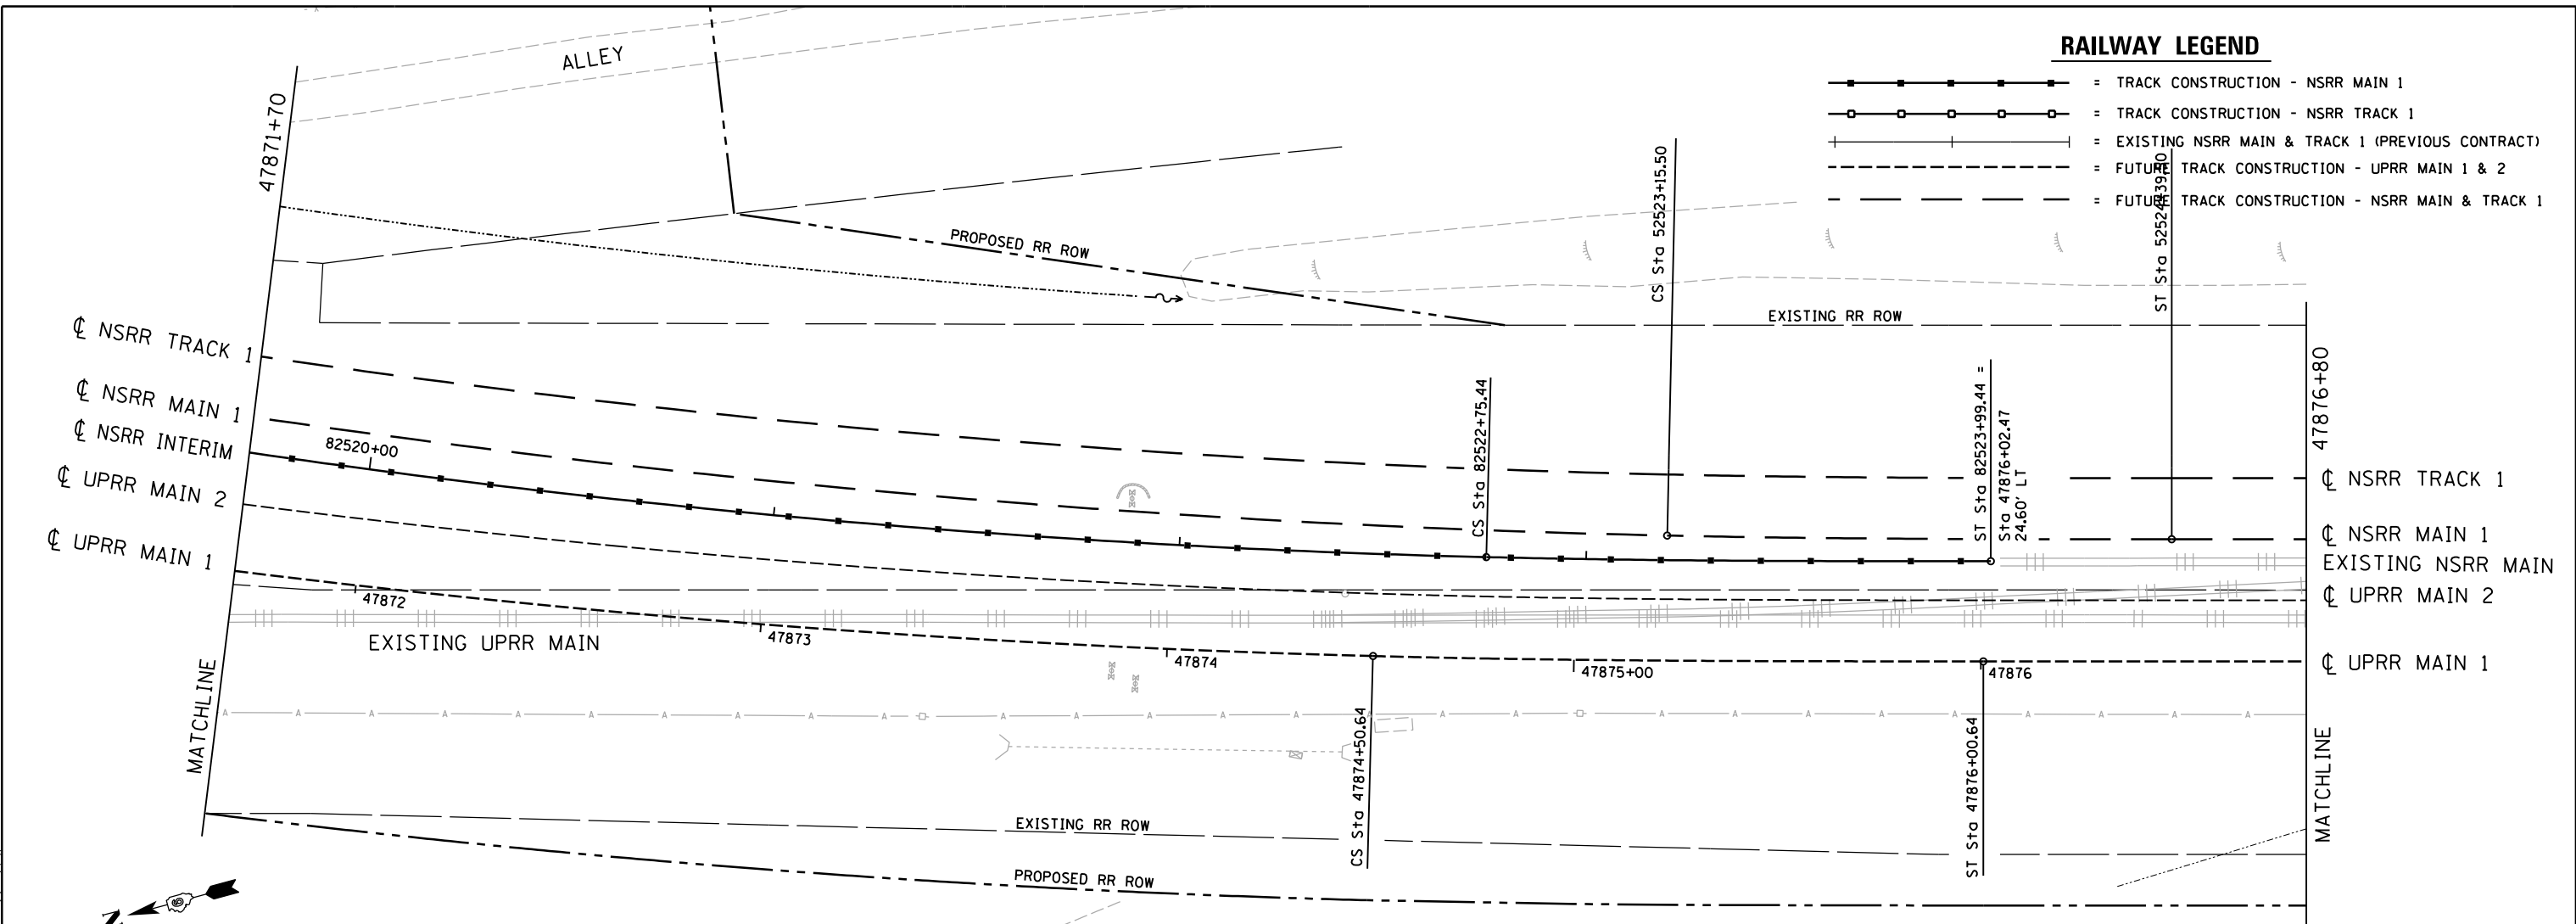 RAILWAY LEGEND
= TRACK CONSTRUCTION - NSRR MAIN 1
= TRACK CONSTRUCTION - NSRR TRACK 1
= EXISTING NSRR MAIN & TRACK 1 (PREVIOUS CONTRACT)
= FUTURE TRACK CONSTRUCTION - UPRR MAIN 1 & 2
= FUTURE TRACK CONSTRUCTION - NSRR MAIN & TRACK 1
ALLEY
47871+70
PROPOSED RR ROW
CS Sta 52523+15.50
ST Sta 52524+39.50
EXISTING RR ROW
℄ NSRR TRACK 1
℄ NSRR MAIN 1
℄ NSRR INTERIM
℄ UPRR MAIN 2
℄ UPRR MAIN 1
82520+00
CS Sta 82522+75.44
ST Sta 82523+99.44 =
Sta 47876+02.47
24.60' LT
47876+80
℄ NSRR TRACK 1
℄ NSRR MAIN 1
EXISTING NSRR MAIN
℄ UPRR MAIN 2
℄ UPRR MAIN 1
47872
47873
47874
47875+00
47876
EXISTING UPRR MAIN
MATCHLINE
A A A A A A A A A A A A A A A A A A A A A A A A A A A
CS Sta 47874+50.64
ST Sta 47876+00.64
MATCHLINE
EXISTING RR ROW
PROPOSED RR ROW
N